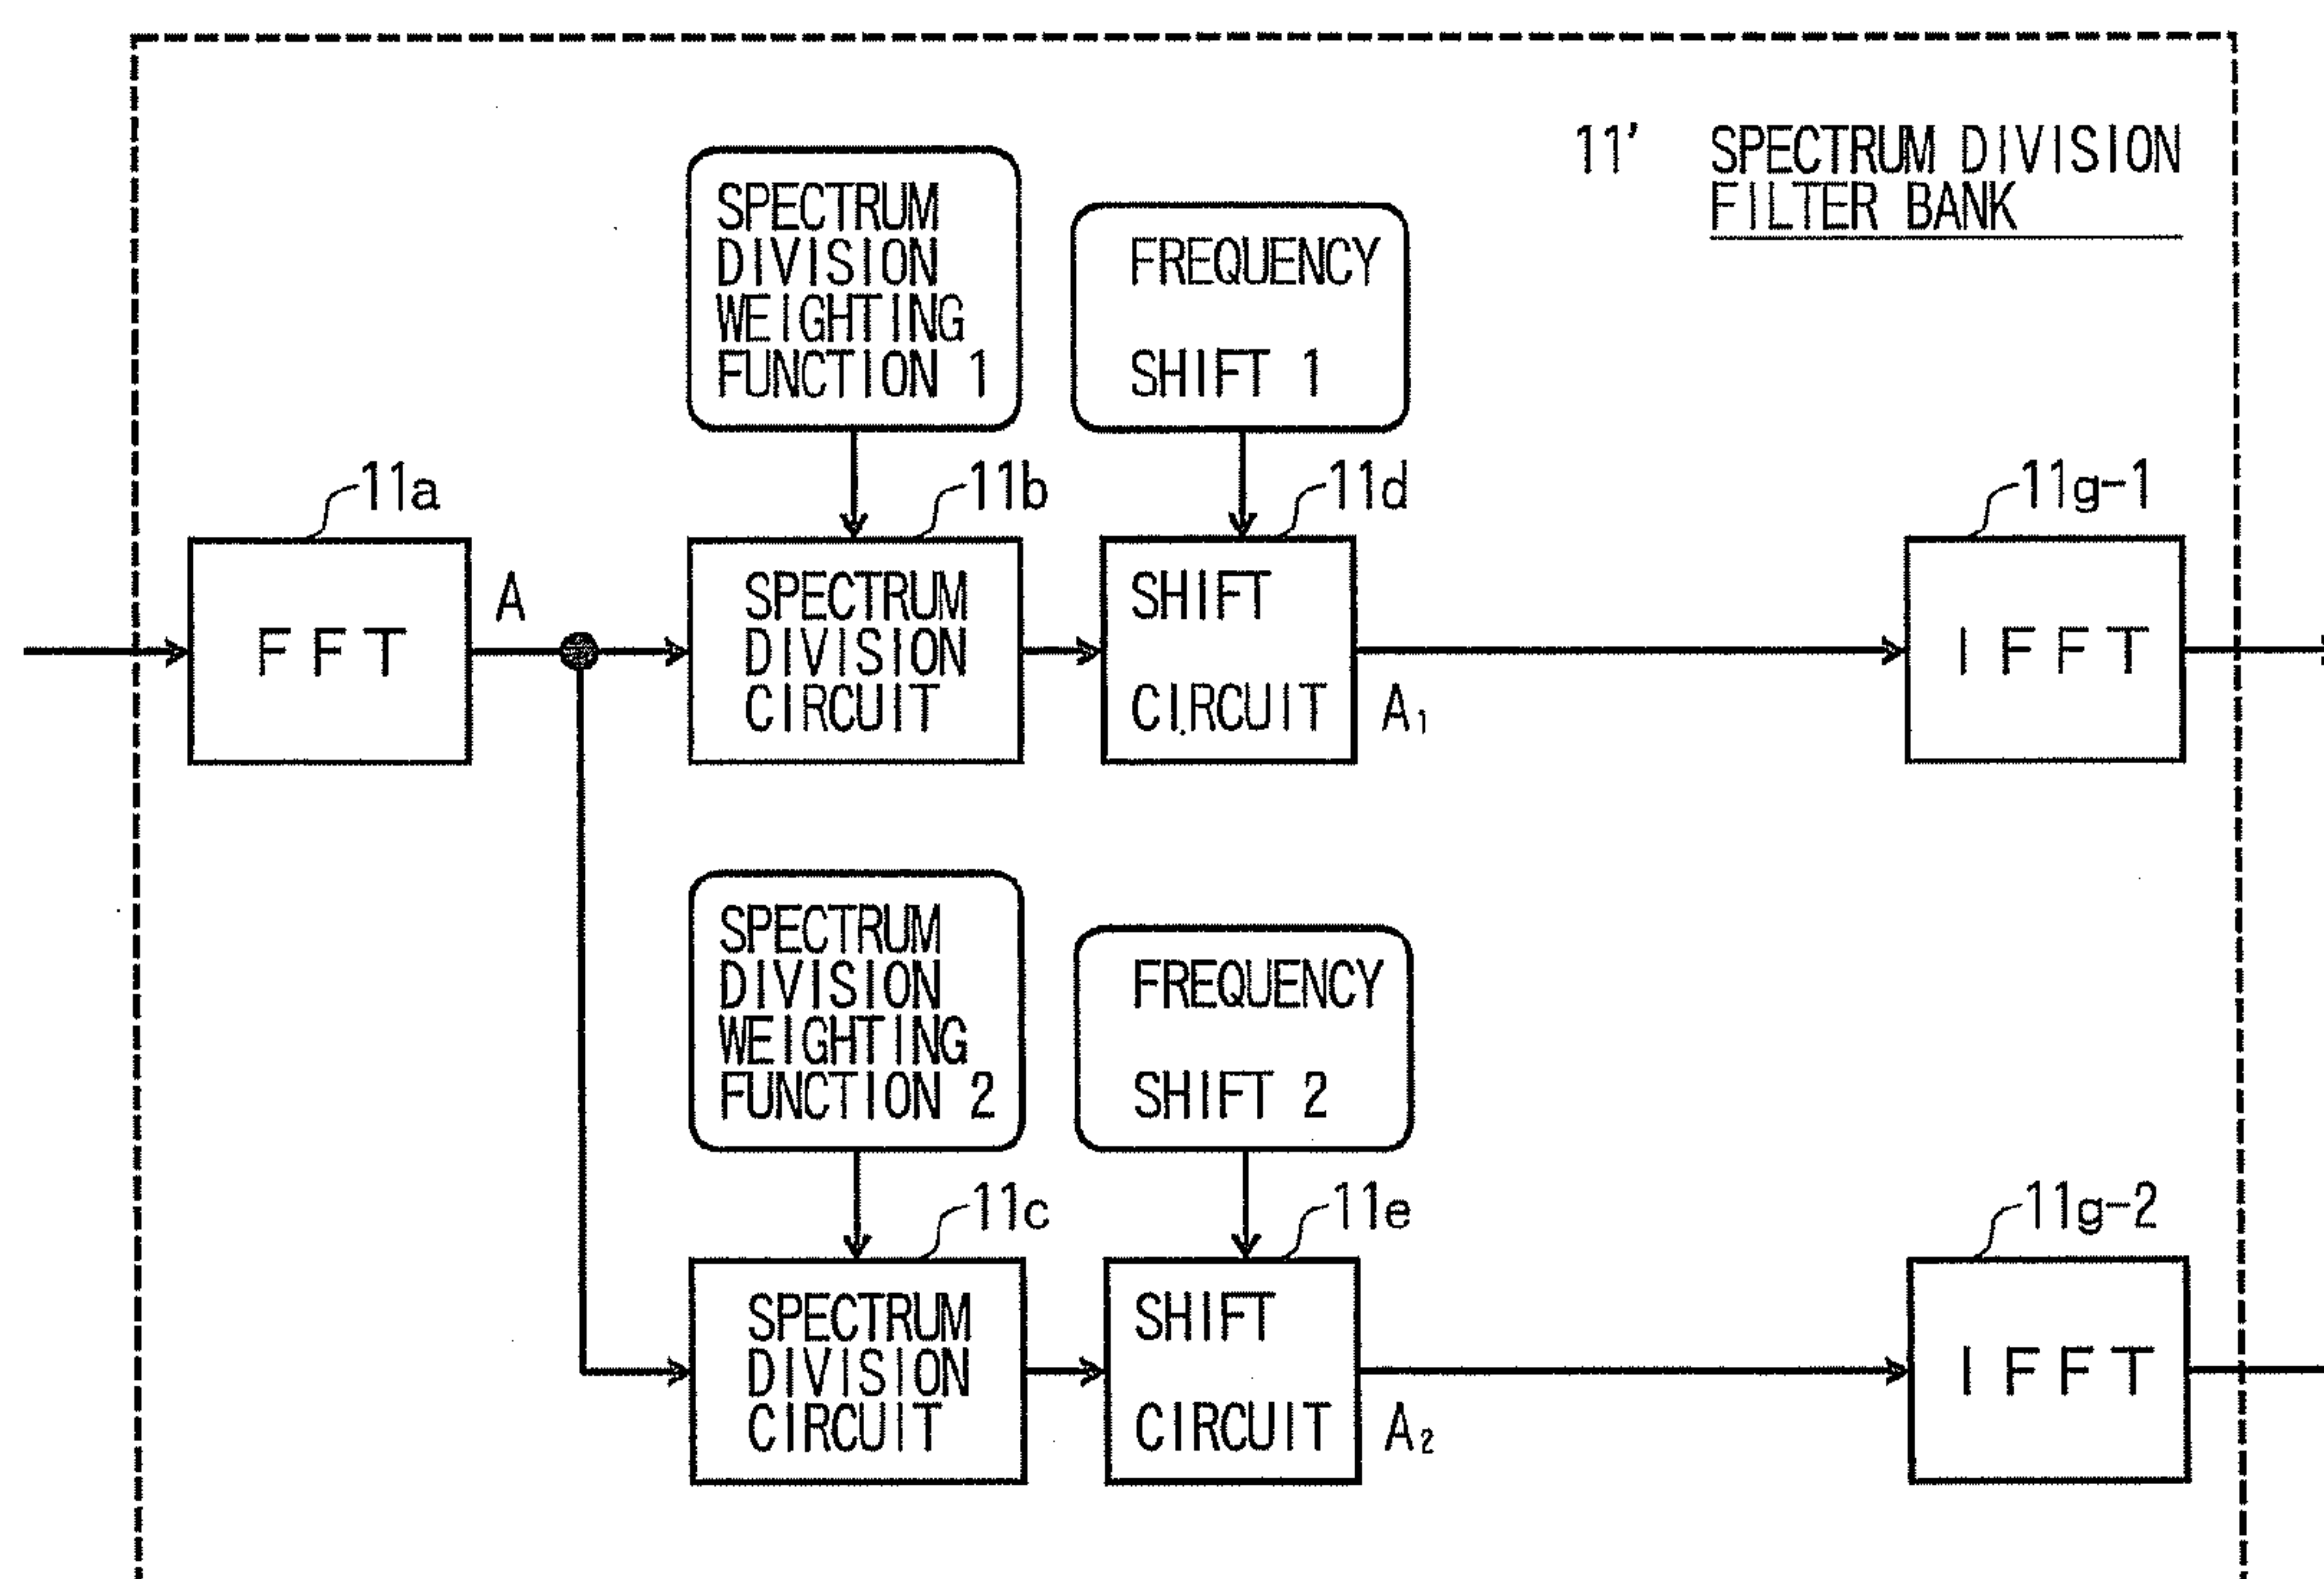 11' SPECTRUM DIVISION
FILTER BANK
SPECTRUM
DIVISION
WEIGHTING
FUNCTION 1
FREQUENCY
SHIFT 1
11a
11b
11d
11g-1
FFT
A
SPECTRUM
DIVISION
CIRCUIT
SHIFT
CIRCUIT
A₁
IFFT
SPECTRUM
DIVISION
WEIGHTING
FUNCTION 2
FREQUENCY
SHIFT 2
11c
11e
11g-2
SPECTRUM
DIVISION
CIRCUIT
SHIFT
CIRCUIT
A₂
IFFT